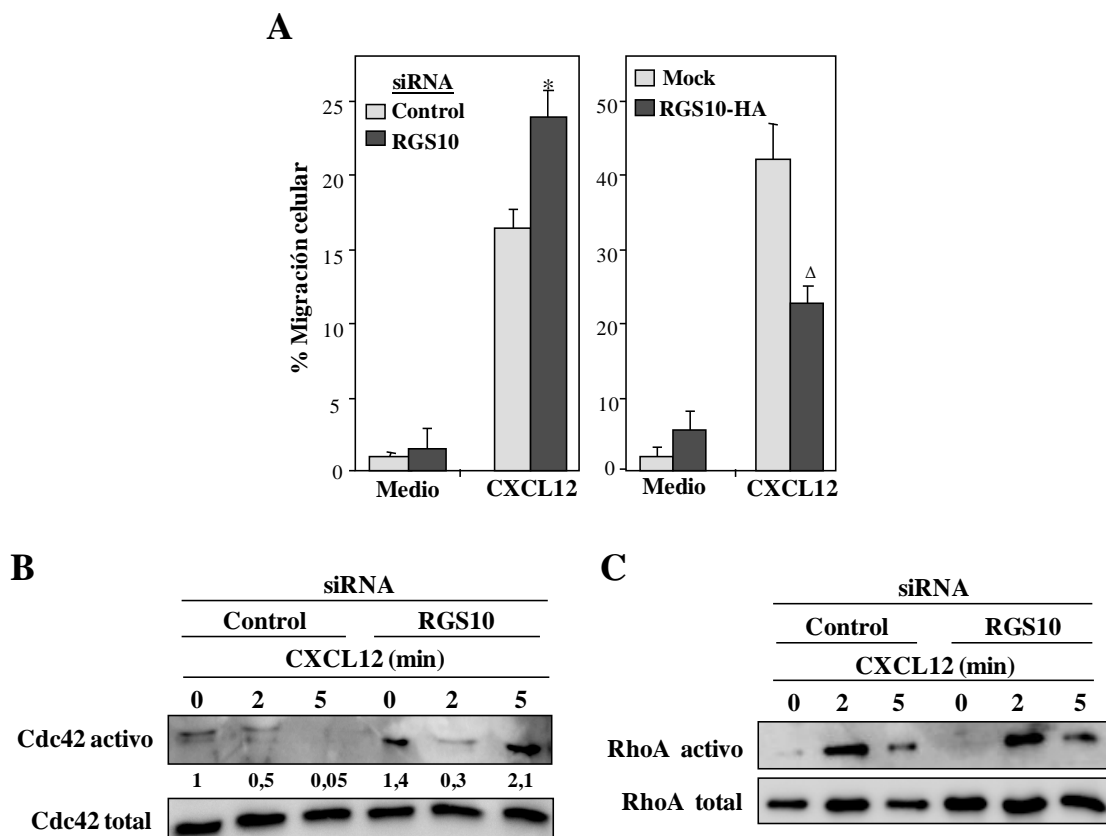 A
siRNA
Control
RGS10
*
% Migración celular
25
20
15
10
5
0
Medio
CXCL12
Mock
RGS10-HA
Δ
50
40
30
20
10
0
Medio
CXCL12
B
siRNA
Control
RGS10
CXCL12 (min)
0 2 5 0 2 5
Cdc42 activo
1 0,5 0,05 1,4 0,3 2,1
Cdc42 total
C
siRNA
Control
RGS10
CXCL12 (min)
0 2 5 0 2 5
RhoA activo
RhoA total